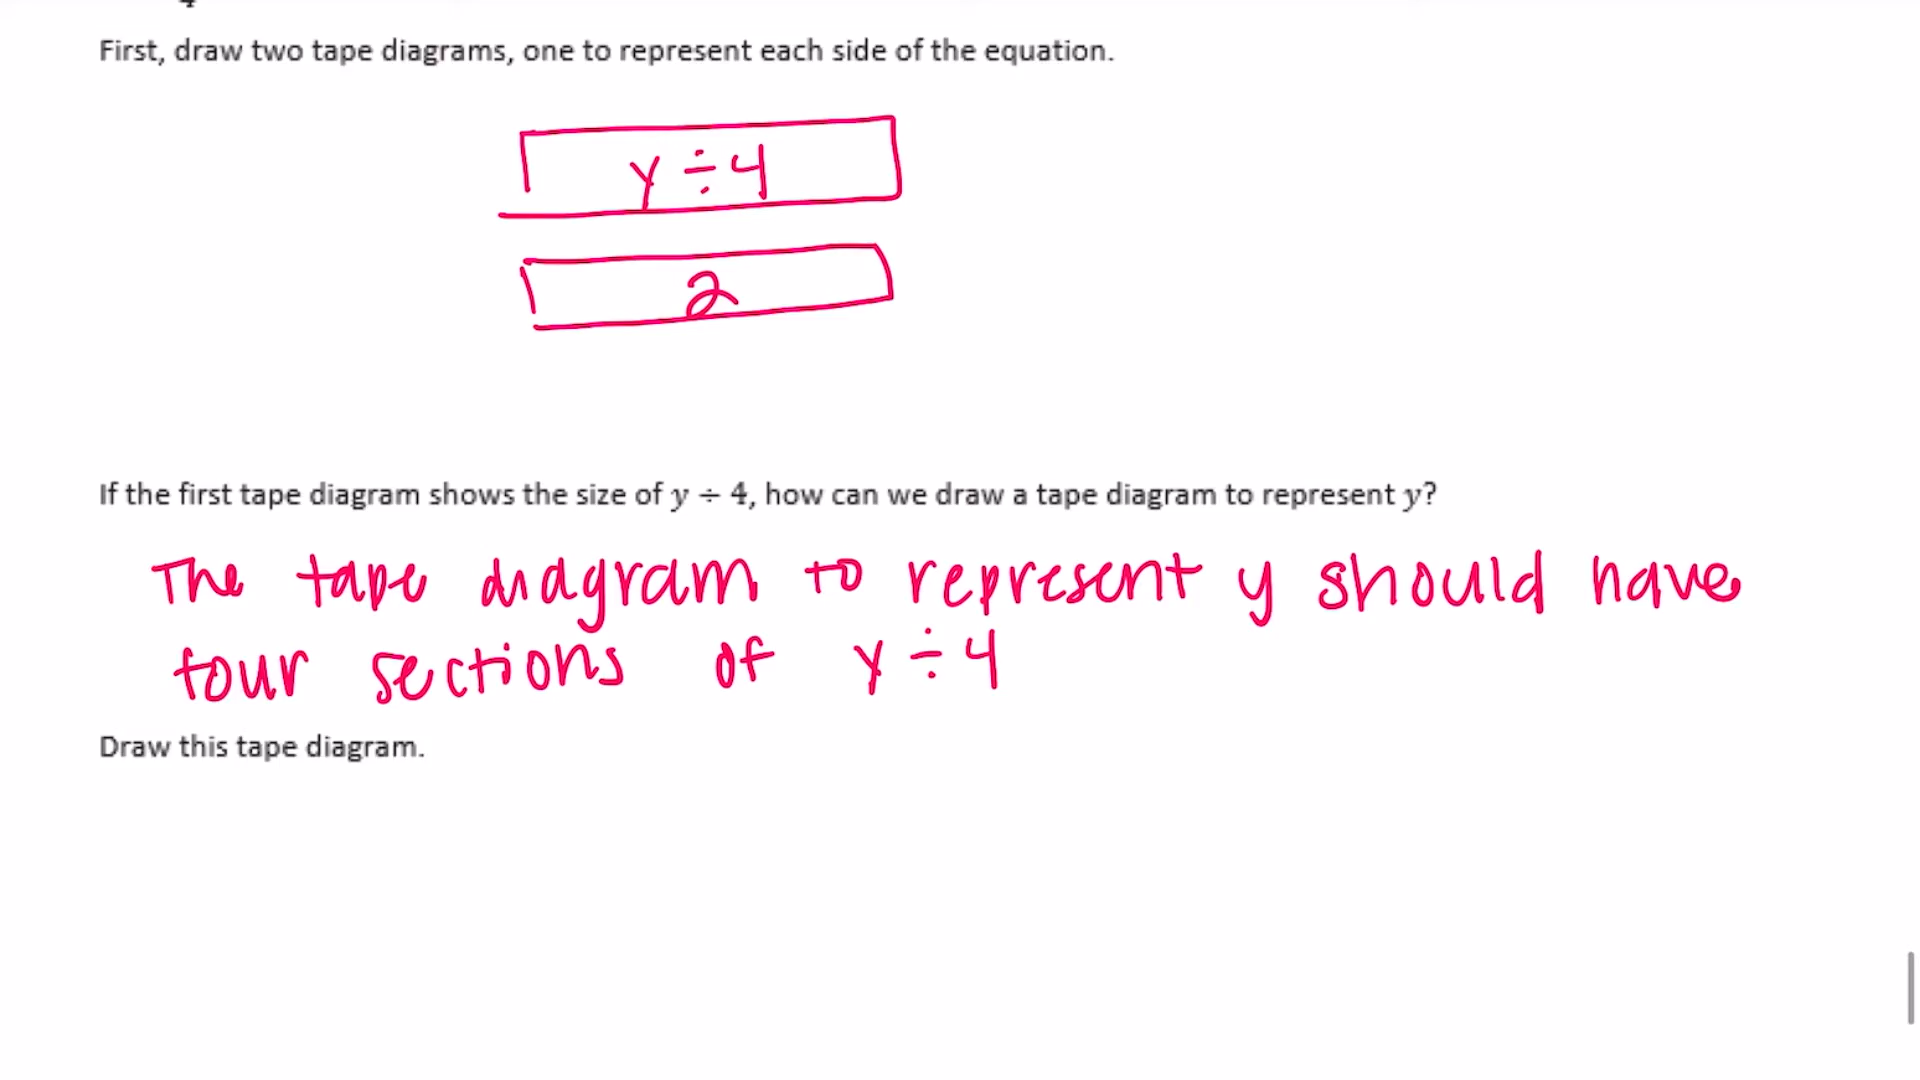 First, draw two tape diagrams, one to represent each side of the equation.
y ÷ 4
2
If the first tape diagram shows the size of y ÷ 4, how can we draw a tape diagram to represent y?
The tape diagram to represent y should have
four sections of y ÷ 4
Draw this tape diagram.